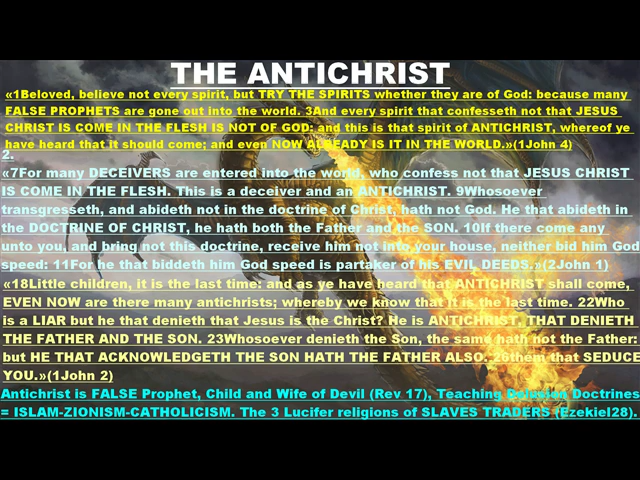 THE ANTICHRIST
«1Beloved, believe not every spirit, but TRY THE SPIRITS whether they are of God: because many
FALSE PROPHETS are gone out into the world. 3And every spirit that confesseth not that JESUS
CHRIST IS COME IN THE FLESH IS NOT OF GOD: and this is that spirit of ANTICHRIST, whereof ye
have heard that it should come; and even NOW ALREADY IS IT IN THE WORLD.»(1John 4)
2.
«7For many DECEIVERS are entered into the world, who confess not that JESUS CHRIST
IS COME IN THE FLESH. This is a deceiver and an ANTICHRIST. 9Whosoever
transgresseth, and abideth not in the doctrine of Christ, hath not God. He that abideth in
the DOCTRINE OF CHRIST, he hath both the Father and the SON. 10If there come any
unto you, and bring not this doctrine, receive him not into your house, neither bid him God
speed: 11For he that biddeth him God speed is partaker of his EVIL DEEDS.»(2John 1)
«18Little children, it is the last time: and as ye have heard that ANTICHRIST shall come,
EVEN NOW are there many antichrists; whereby we know that it is the last time. 22Who
is a LIAR but he that denieth that Jesus is the Christ? He is ANTICHRIST, THAT DENIETH
THE FATHER AND THE SON. 23Whosoever denieth the Son, the same hath not the Father:
but HE THAT ACKNOWLEDGETH THE SON HATH THE FATHER ALSO. 26them that SEDUCE
YOU.»(1John 2)
Antichrist is FALSE Prophet, Child and Wife of Devil (Rev 17), Teaching Delusion Doctrines
= ISLAM-ZIONISM-CATHOLICISM. The 3 Lucifer religions of SLAVES TRADERS (Ezekiel28).